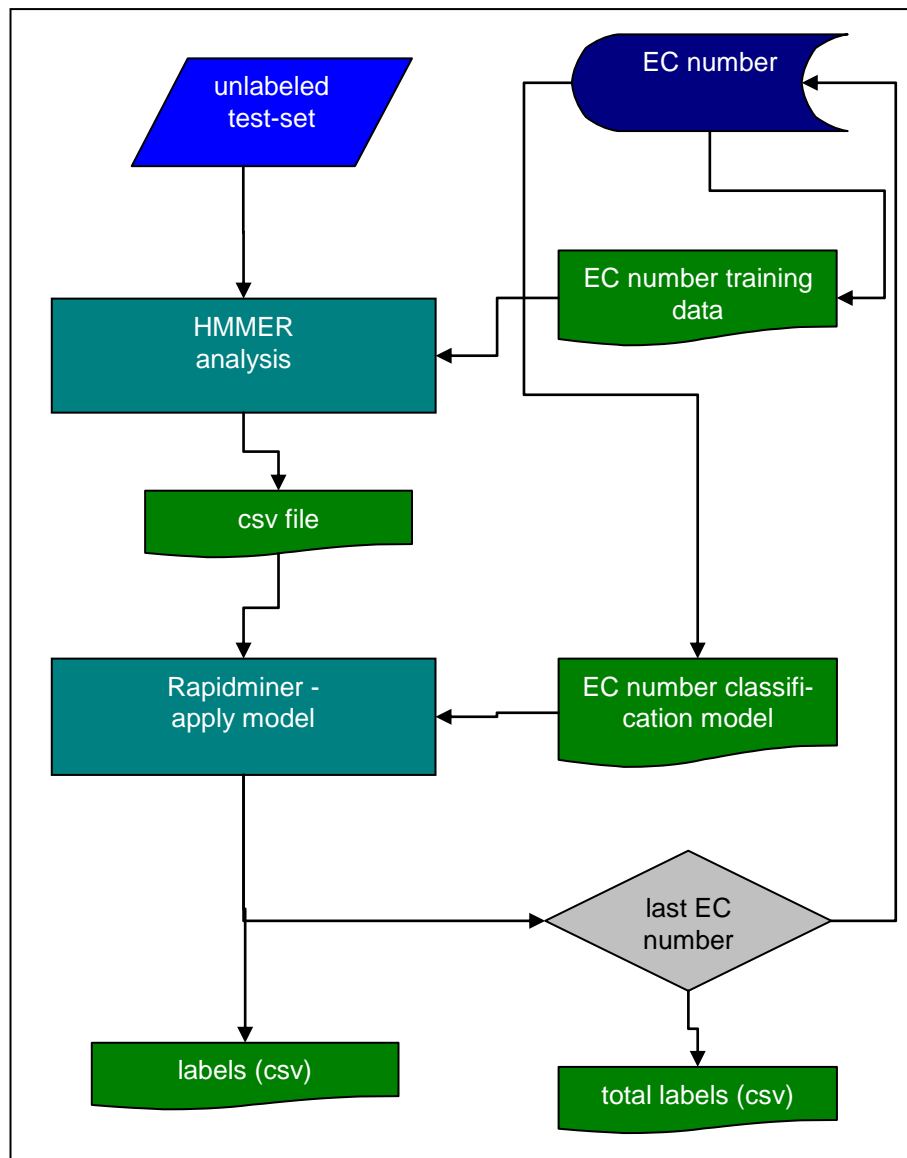 unlabeled
test-set
EC number
EC number training
data
HMMER
analysis
csv file
Rapidminer -
apply model
EC number classifi-
cation model
last EC
number
labels (csv)
total labels (csv)